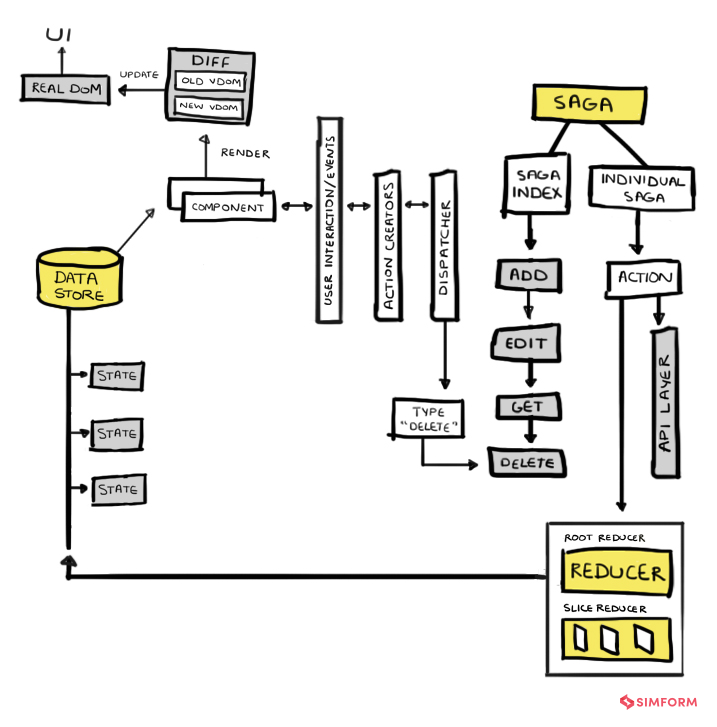 UI
REAL DOM
UPDATE
DIFF
OLD VDOM
NEW VDOM
RENDER
COMPONENT
USER INTERACTION/EVENTS
ACTION CREATORS
DISPATCHER
SAGA
SAGA
INDEX
INDIVIDUAL
SAGA
DATA
STORE
ADD
ACTION
EDIT
API LAYER
STATE
STATE
STATE
TYPE
"DELETE"
GET
DELETE
ROOT REDUCER
REDUCER
SLICE REDUCER
SIMFORM